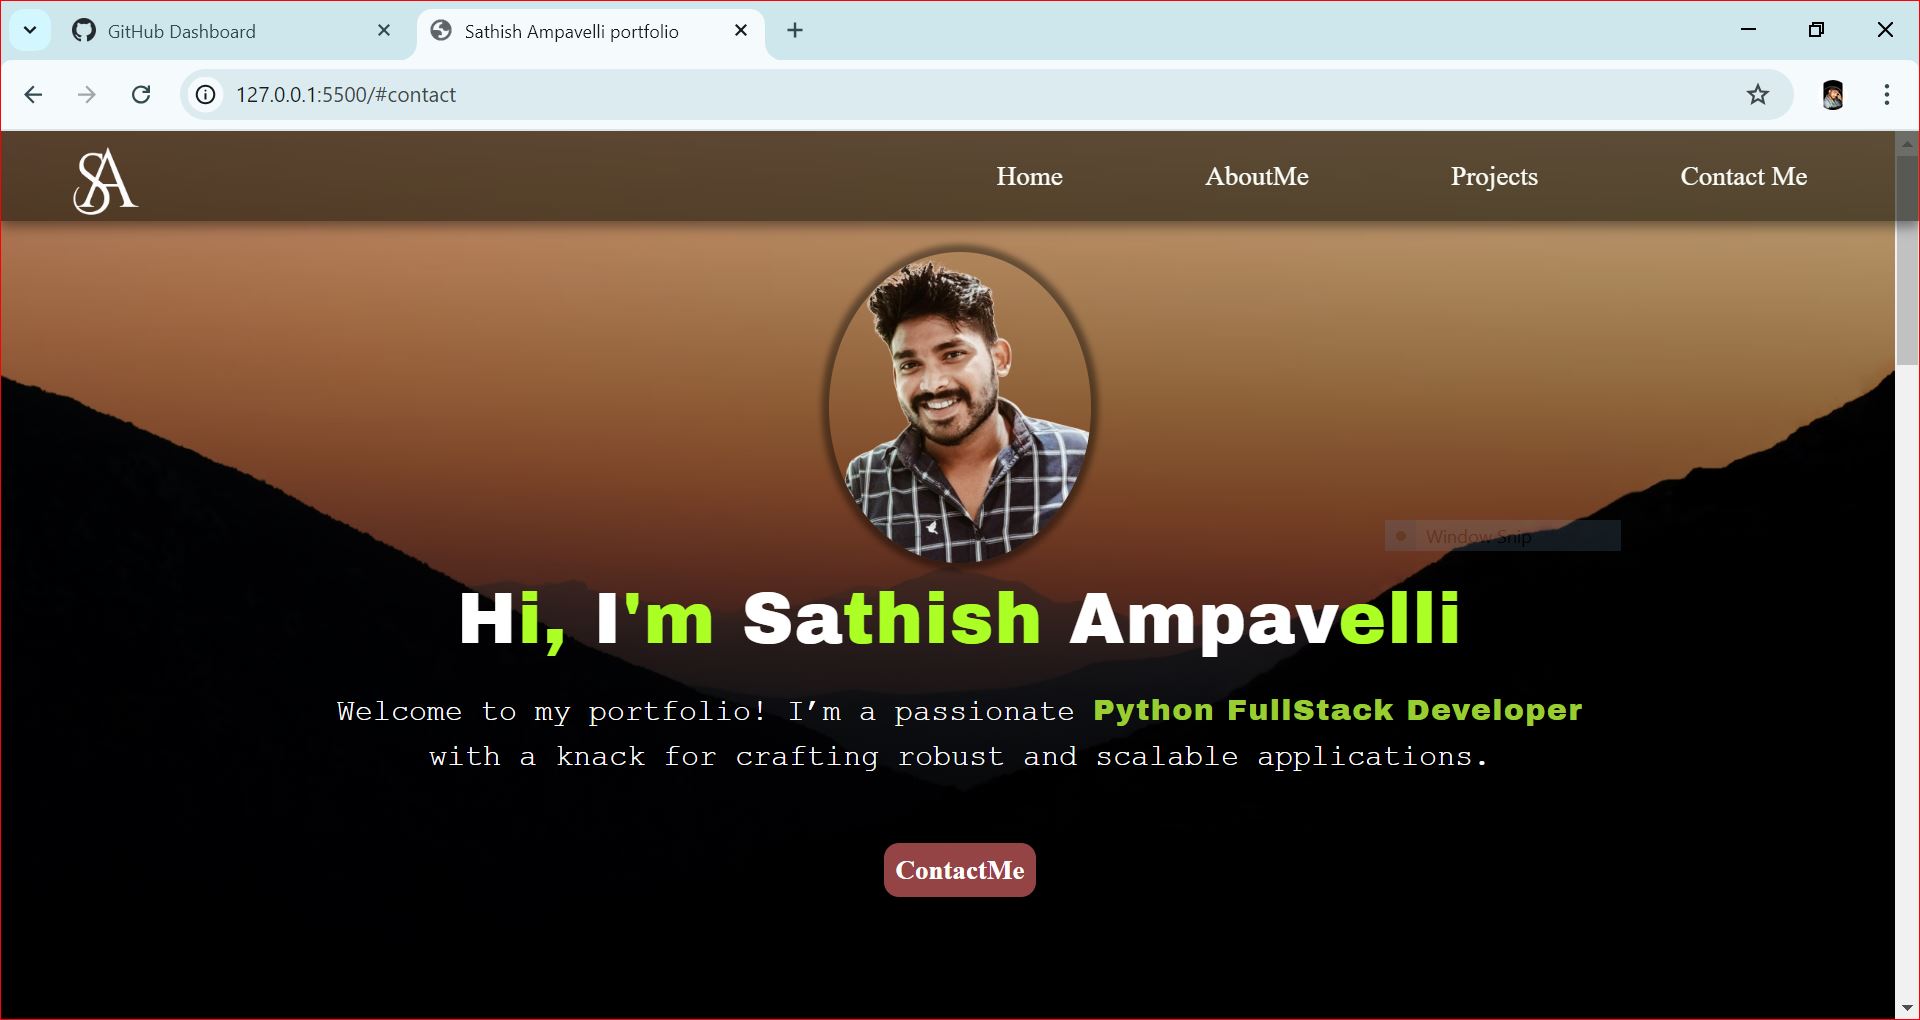 GitHub Dashboard
Sathish Ampavelli portfolio
127.0.0.1:5500/#contact
SA
Home
AboutMe
Projects
Contact Me
Window Snip
Hi, I'm Sathish Ampavelli
Welcome to my portfolio! I’m a passionate Python FullStack Developer
with a knack for crafting robust and scalable applications.
ContactMe